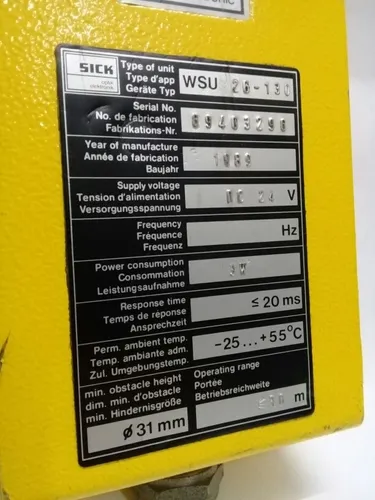 SICK
Type of unit
Type d'app
Geräte Typ
WSU 26-130
Serial No.
No. de fabrication
Fabrikations-Nr.
89403290
Year of manufacture
Année de fabrication
Baujahr
1989
Supply voltage
Tension d'alimentation
Versorgungsspannung
DC 24 V
Frequency
Fréquence
Frequenz
Hz
Power consumption
Consommation
Leistungsaufnahme
Response time
Temps de réponse
Ansprechzeit
≤ 20 ms
Perm. ambient temp.
Temp. ambiante adm.
Zul. Umgebungstemp.
-25...+55°C
min. obstacle height
dim. min. d'obstacle
min. Hindernisgröße
ø 31 mm
Operating range
Portée
Betriebsreichweite
m